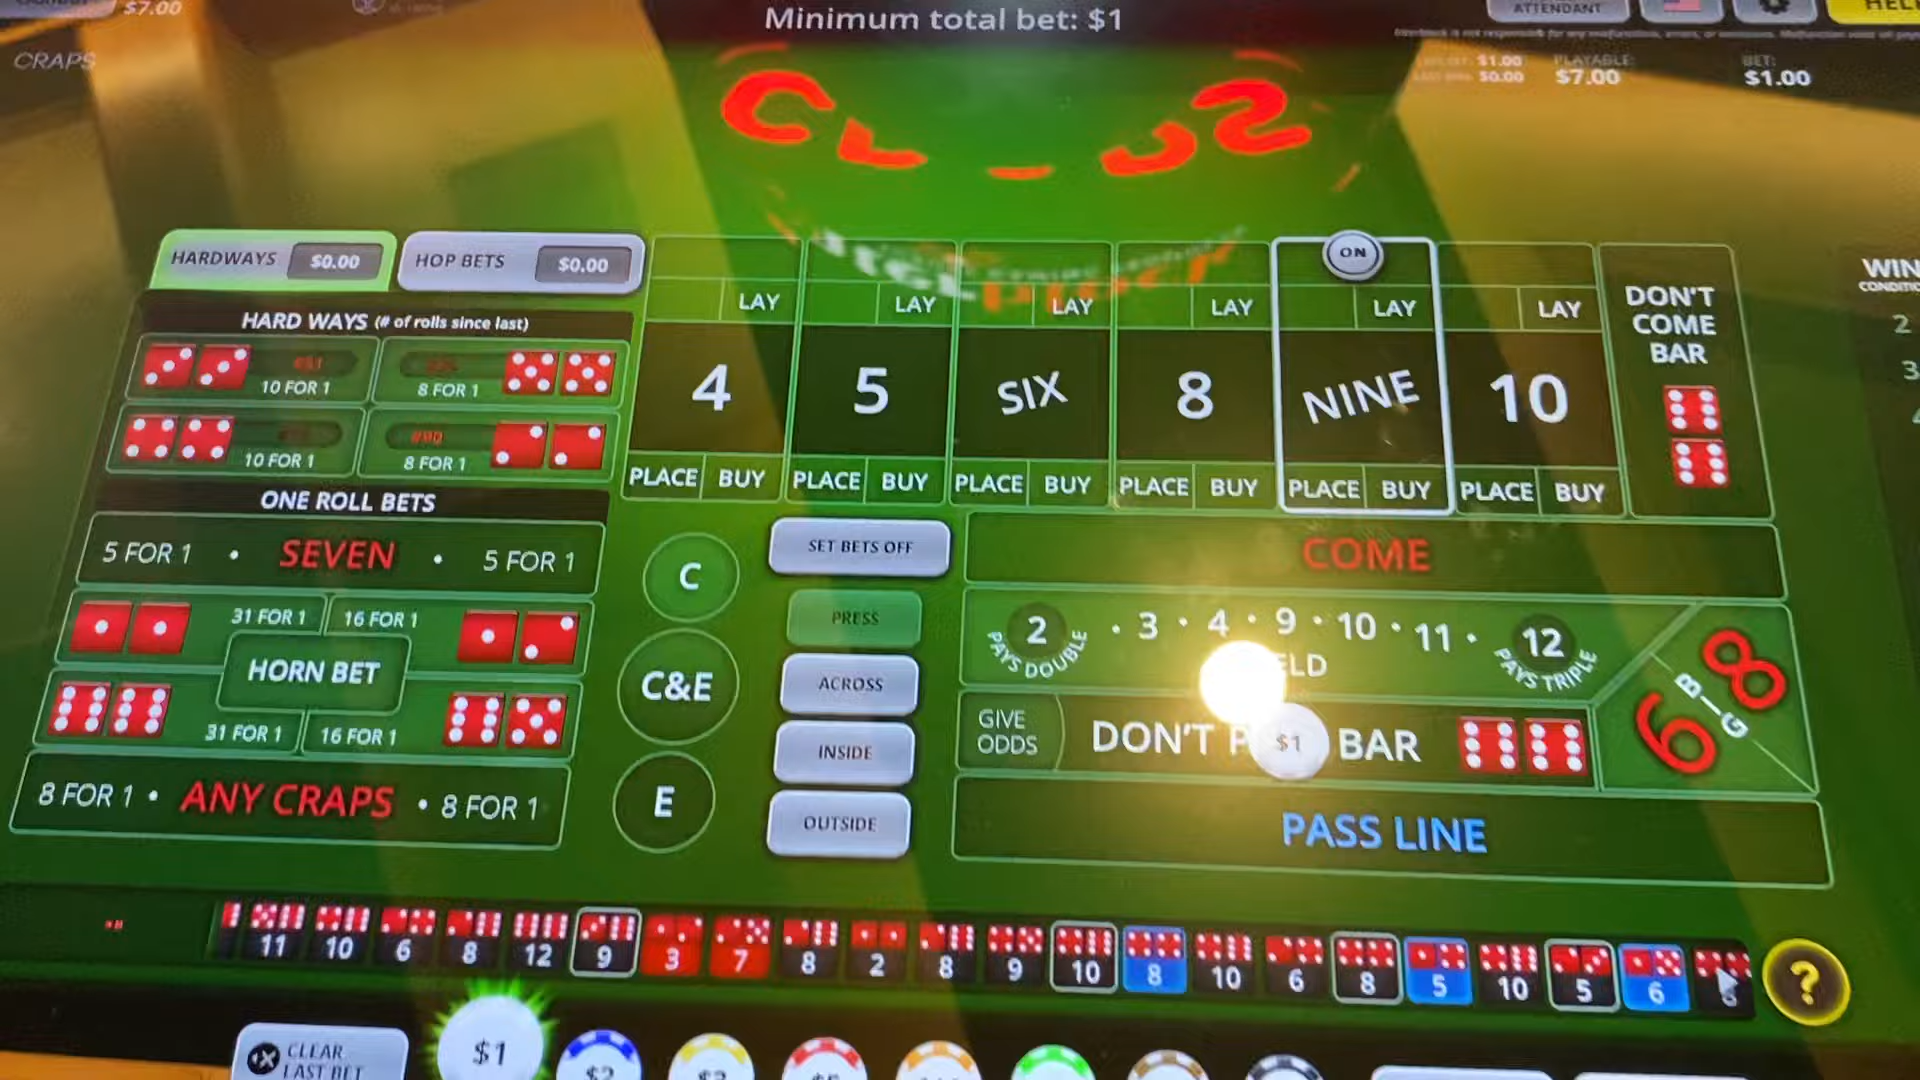 $7.00
Minimum total bet: $1
ATTENDANT
HELP
CRAPS
$1.00
$0.00
PLAYABLE:
$7.00
BET:
$1.00
HARDWAYS $0.00
HOP BETS $0.00
HARD WAYS (# of rolls since last)
10 FOR 1
8 FOR 1
10 FOR 1
8 FOR 1
ONE ROLL BETS
5 FOR 1 • SEVEN • 5 FOR 1
31 FOR 1
16 FOR 1
HORN BET
31 FOR 1
16 FOR 1
8 FOR 1 • ANY CRAPS • 8 FOR 1
LAY
4
PLACE BUY
LAY
5
PLACE BUY
LAY
SIX
PLACE BUY
LAY
8
PLACE BUY
ON
LAY
NINE
PLACE BUY
LAY
10
PLACE BUY
DON'T
COME
BAR
WIN
2
3
C
C&E
E
SET BETS OFF
PRESS
ACROSS
INSIDE
OUTSIDE
COME
2 • 3 • 4 • 9 • 10 • 11 • 12
PAYS DOUBLE
PAYS TRIPLE
GIVE
ODDS
DON'T
$1
BAR
BIG
6 8
PASS LINE
11 10 6 8 12 9 3 7 8 2 8 9 10 8 10 6 8 5 10 5 6
?
CLEAR
LAST BET
$1
$2